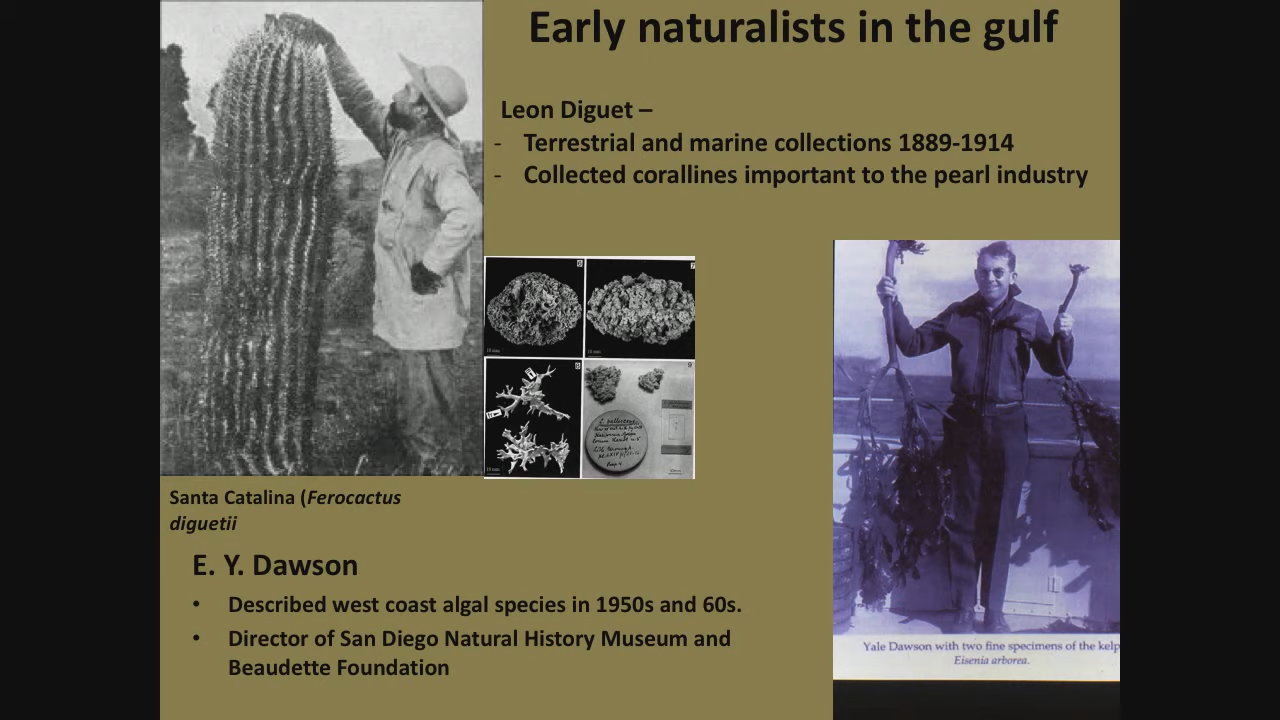 Early naturalists in the gulf
Leon Diguet –
- Terrestrial and marine collections 1889-1914
- Collected corallines important to the pearl industry
Santa Catalina (Ferocactus
diguetii
E. Y. Dawson
• Described west coast algal species in 1950s and 60s.
• Director of San Diego Natural History Museum and
Beaudette Foundation
Yale Dawson with two fine specimens of the kelp
Eisenia arborea.